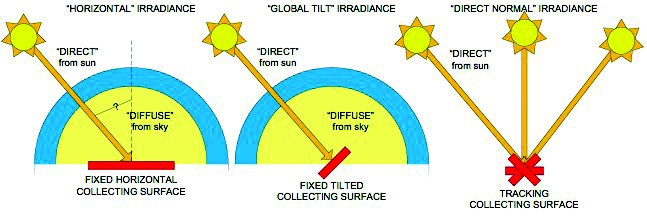 "HORIZONTAL" IRRADIANCE
"DIRECT"
from sun
"DIFFUSE"
from sky
?
FIXED HORIZONTAL
COLLECTING SURFACE
"GLOBAL TILT" IRRADIANCE
"DIRECT"
from sun
"DIFFUSE"
from sky
FIXED TILTED
COLLECTING SURFACE
"DIRECT NORMAL" IRRADIANCE
"DIRECT"
from sun
TRACKING
COLLECTING SURFACE